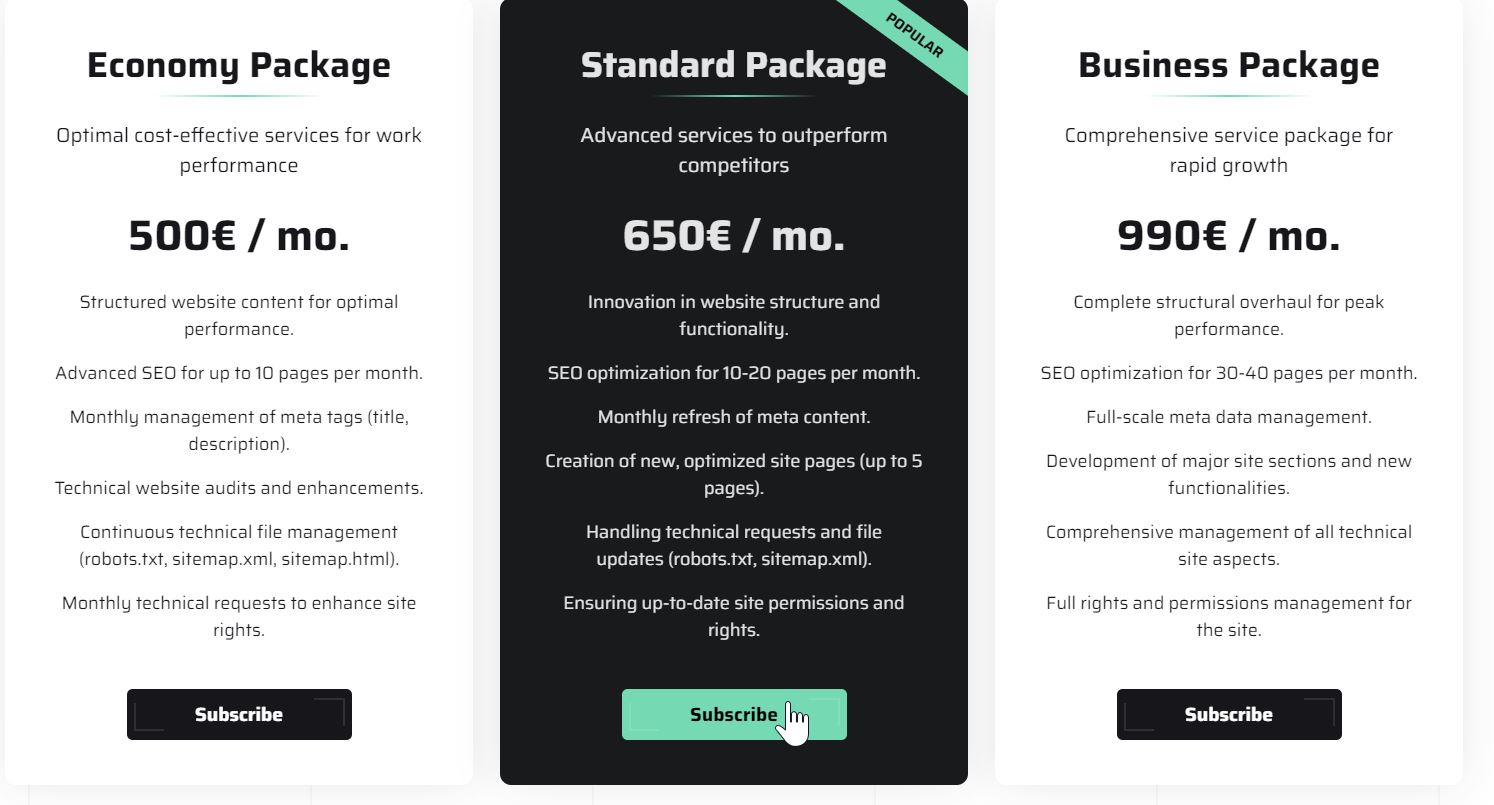 Economy Package
Optimal cost-effective services for work
performance
500€ / mo.
Structured website content for optimal
performance.
Advanced SEO for up to 10 pages per month.
Monthly management of meta tags (title,
description).
Technical website audits and enhancements.
Continuous technical file management
(robots.txt, sitemap.xml, sitemap.html).
Monthly technical requests to enhance site
rights.
Subscribe
POPULAR
Standard Package
Advanced services to outperform
competitors
650€ / mo.
Innovation in website structure and
functionality.
SEO optimization for 10-20 pages per month.
Monthly refresh of meta content.
Creation of new, optimized site pages (up to 5
pages).
Handling technical requests and file
updates (robots.txt, sitemap.xml).
Ensuring up-to-date site permissions and
rights.
Subscribe
Business Package
Comprehensive service package for
rapid growth
990€ / mo.
Complete structural overhaul for peak
performance.
SEO optimization for 30-40 pages per month.
Full-scale meta data management.
Development of major site sections and new
functionalities.
Comprehensive management of all technical
site aspects.
Full rights and permissions management for
the site.
Subscribe